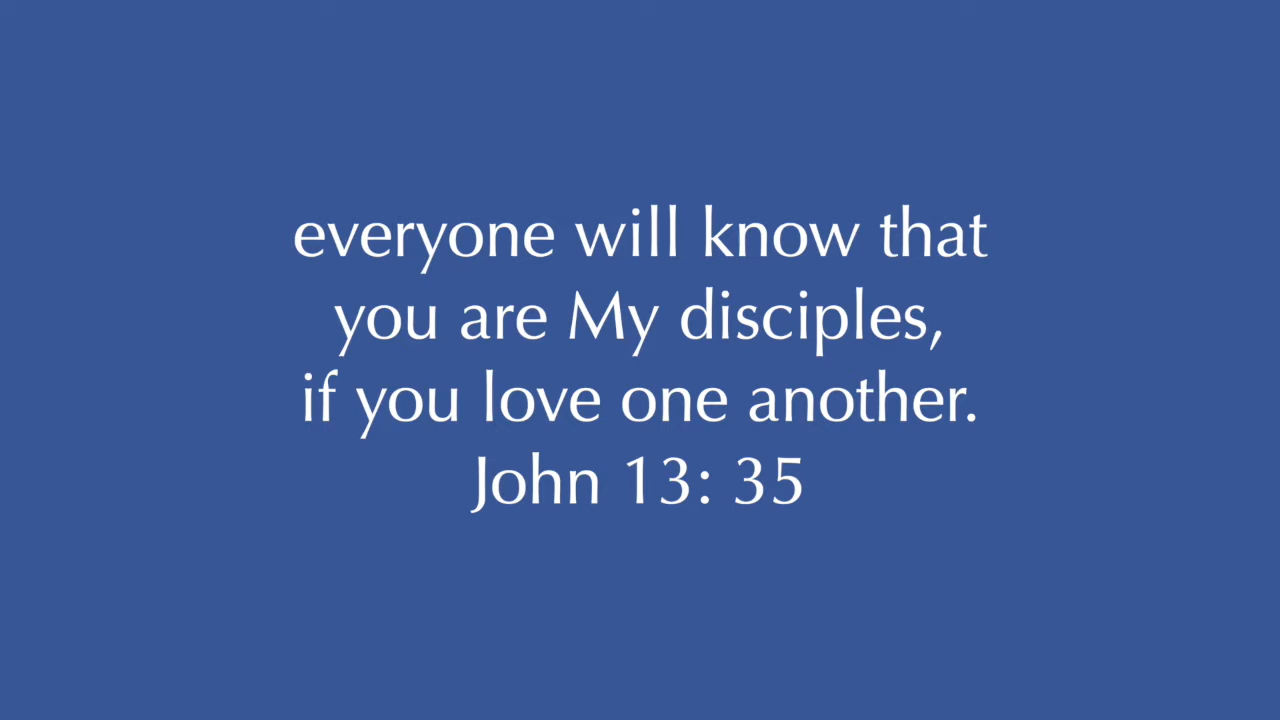 everyone will know that
you are My disciples,
if you love one another.
John 13: 35